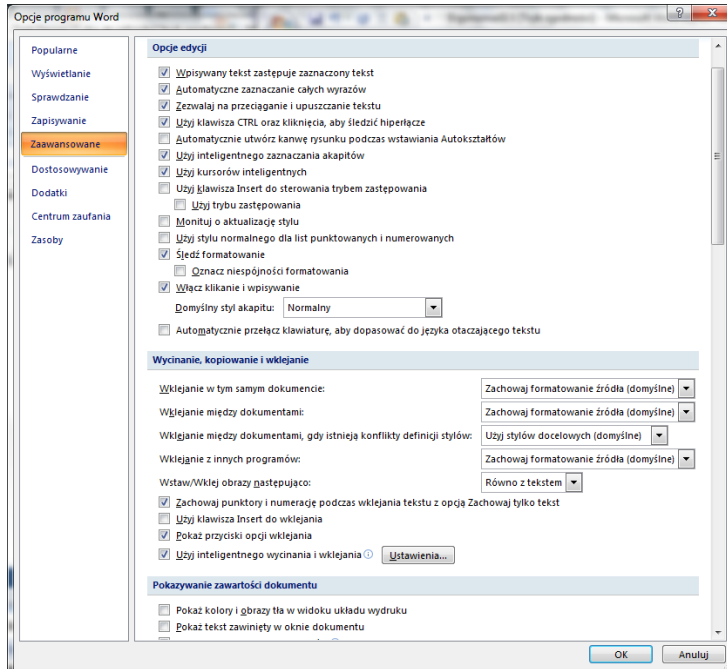 Opcje programu Word
Popularne
Wyświetlanie
Sprawdzanie
Zapisywanie
Zaawansowane
Dostosowywanie
Dodatki
Centrum zaufania
Zasoby
Opcje edycji
Wpisywany tekst zastępuje zaznaczony tekst
Automatyczne zaznaczanie całych wyrazów
Zezwalaj na przeciąganie i upuszczanie tekstu
Użyj klawisza CTRL oraz kliknięcia, aby śledzić hiperłącze
Automatycznie utwórz kanwę rysunku podczas wstawiania Autokształtów
Użyj inteligentnego zaznaczania akapitów
Użyj kursorów inteligentnych
Użyj klawisza Insert do sterowania trybem zastępowania
Użyj trybu zastępowania
Monituj o aktualizację stylu
Użyj stylu normalnego dla list punktowanych i numerowanych
Śledź formatowanie
Oznacz niespójności formatowania
Włącz klikanie i wpisywanie
Domyślny styl akapitu: Normalny
Automatycznie przełącz klawiaturę, aby dopasować do języka otaczającego tekstu
Wycinanie, kopiowanie i wklejanie
Wklejanie w tym samym dokumencie: Zachowaj formatowanie źródła (domyślne)
Wklejanie między dokumentami: Zachowaj formatowanie źródła (domyślne)
Wklejanie między dokumentami, gdy istnieją konflikty definicji stylów: Użyj stylów docelowych (domyślne)
Wklejanie z innych programów: Zachowaj formatowanie źródła (domyślne)
Wstaw/Wklej obrazy następująco: Równo z tekstem
Zachowaj punktory i numerację podczas wklejania tekstu z opcją Zachowaj tylko tekst
Użyj klawisza Insert do wklejania
Pokaż przyciski opcji wklejania
Użyj inteligentnego wycinania i wklejania Ustawienia...
Pokazywanie zawartości dokumentu
Pokaż kolory i obrazy tła w widoku układu wydruku
Pokaż tekst zawinięty w oknie dokumentu
OK Anuluj